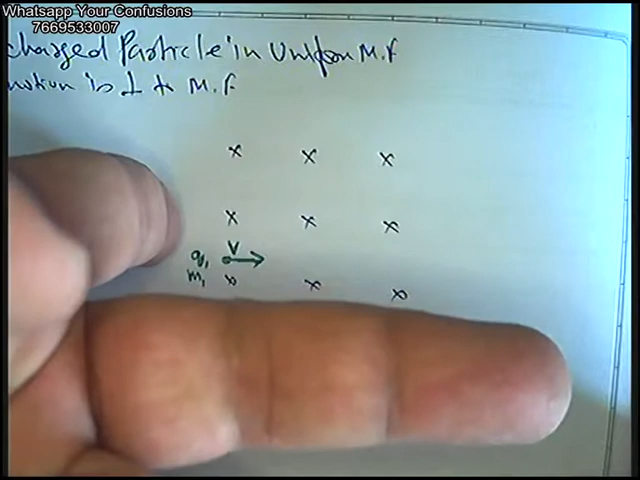 Whatsapp Your Confusions
7669533007
charged Particle in Uniform M.F
motion is ⊥ to M.F
x x x
x x x
q, V
m, x x x